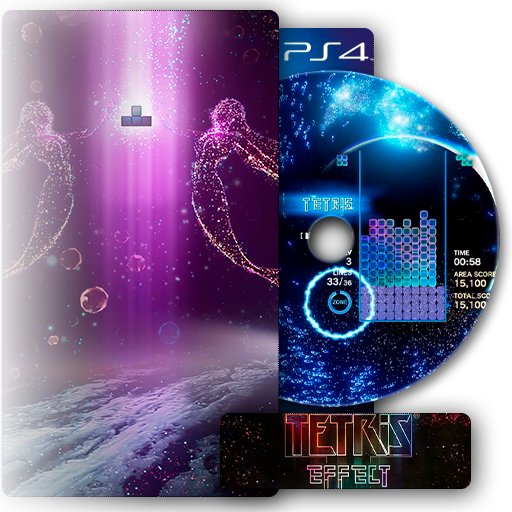 PS4
TETRIS
3
LINES
33/36
ZONE
TIME
00:58
AREA SCORE
15,100
TOTAL SCO
15,100
TETRIS®
EFFECT